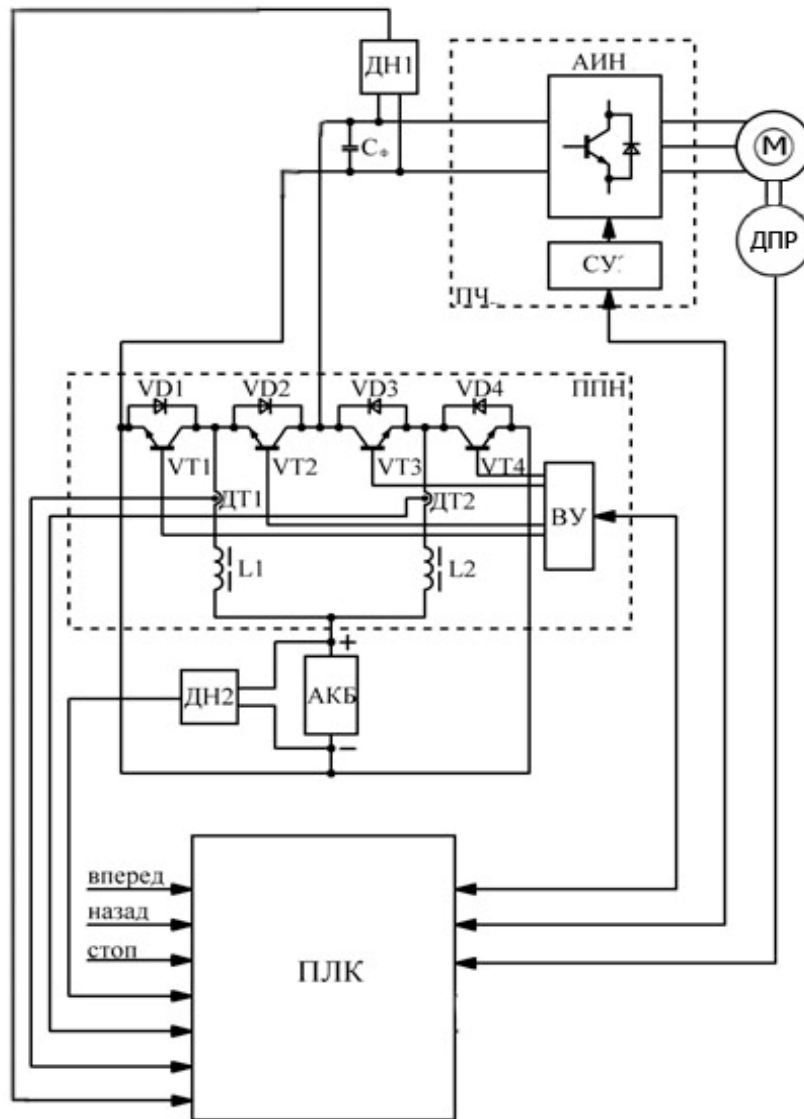 ДН1
АИН
Сф
М
ДПР
СУ
ПЧ
ППН
VD1 VD2 VD3 VD4
VT1 VT2 VT3 VT4
ДТ1 ДТ2
ВУ
L1 L2
+
ДН2 АКБ
−
вперед
назад
стоп
ПЛК